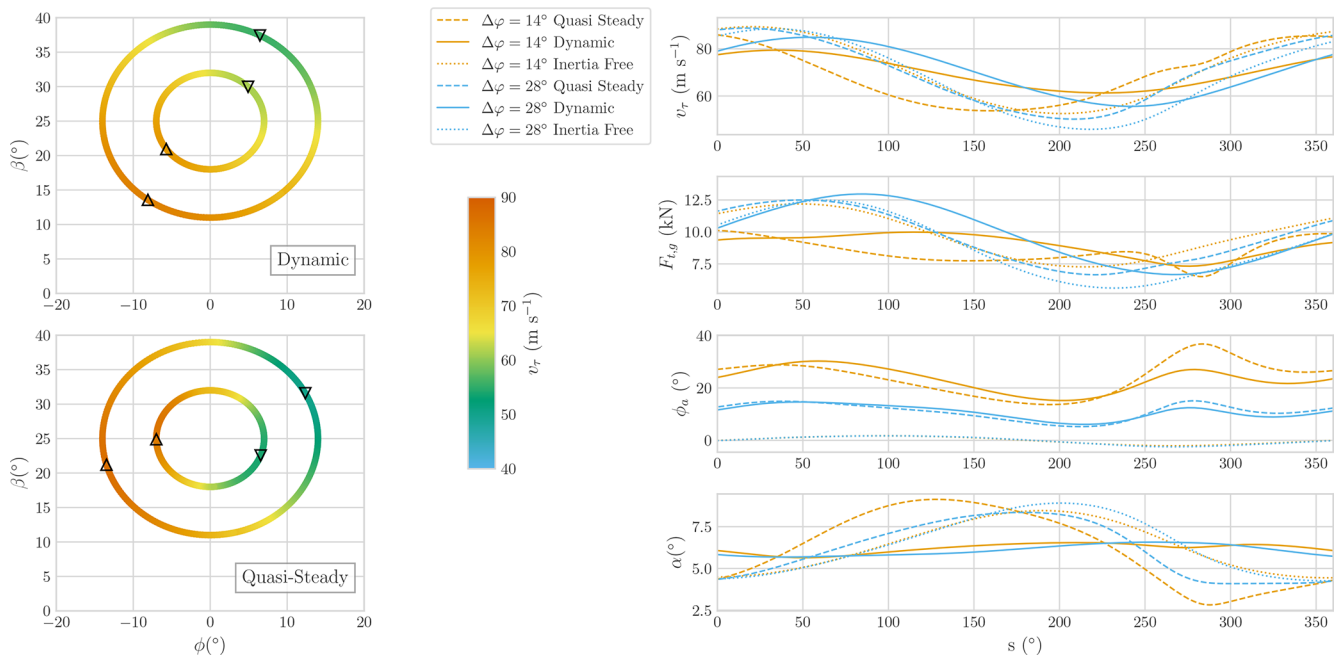 40
35
30
25
20
15
10
5
0
β(°)
−20 −10 0 10 20
Dynamic
40
35
30
25
20
15
10
5
0
β(°)
−20 −10 0 10 20
ϕ(°)
Quasi-Steady
Δφ = 14° Quasi Steady
Δφ = 14° Dynamic
Δφ = 14° Inertia Free
Δφ = 28° Quasi Steady
Δφ = 28° Dynamic
Δφ = 28° Inertia Free
90
80
70
60
50
40
v_τ (m s⁻¹)
80
60
v_τ (m s⁻¹)
0 50 100 150 200 250 300 350
12.5
10.0
7.5
F_{t,g} (kN)
0 50 100 150 200 250 300 350
40
20
0
ϕ_a (°)
0 50 100 150 200 250 300 350
7.5
5.0
2.5
α(°)
0 50 100 150 200 250 300 350
s (°)